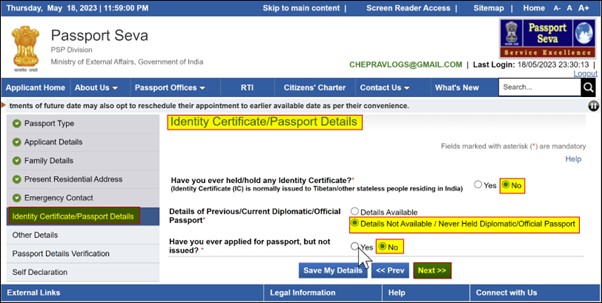 Thursday, May 18, 2023 | 11:59:00 PM
Skip to main content | Screen Reader Access | Sitemap | Home A- A A+
Passport Seva
PSP Division
Ministry of External Affairs, Government of India
Passport
Seva
Service Excellence
CHEPRAVLOGS@GMAIL.COM | Last Login: 18/05/2023 23:30:13 |
Logout
Applicant Home About Us Passport Offices RTI Citizens' Charter Contact Us What's New Search...
tments of future date may also opt to reschedule their appointment to earlier available date as per their convenience.
Passport Type
Applicant Details
Family Details
Present Residential Address
Emergency Contact
Identity Certificate/Passport Details
Other Details
Passport Details Verification
Self Declaration
Identity Certificate/Passport Details
Fields marked with asterisk (*) are mandatory
Help
Have you ever held/hold any Identity Certificate?*
(Identity Certificate (IC) is normally issued to Tibetan/other stateless people residing in India)
Yes No
Details of Previous/Current Diplomatic/Official
Passport*
Details Available
Details Not Available / Never Held Diplomatic/Official Passport
Have you ever applied for passport, but not
issued? *
Yes No
Save My Details << Prev Next >>
External Links Legal Information Help Connect with Us